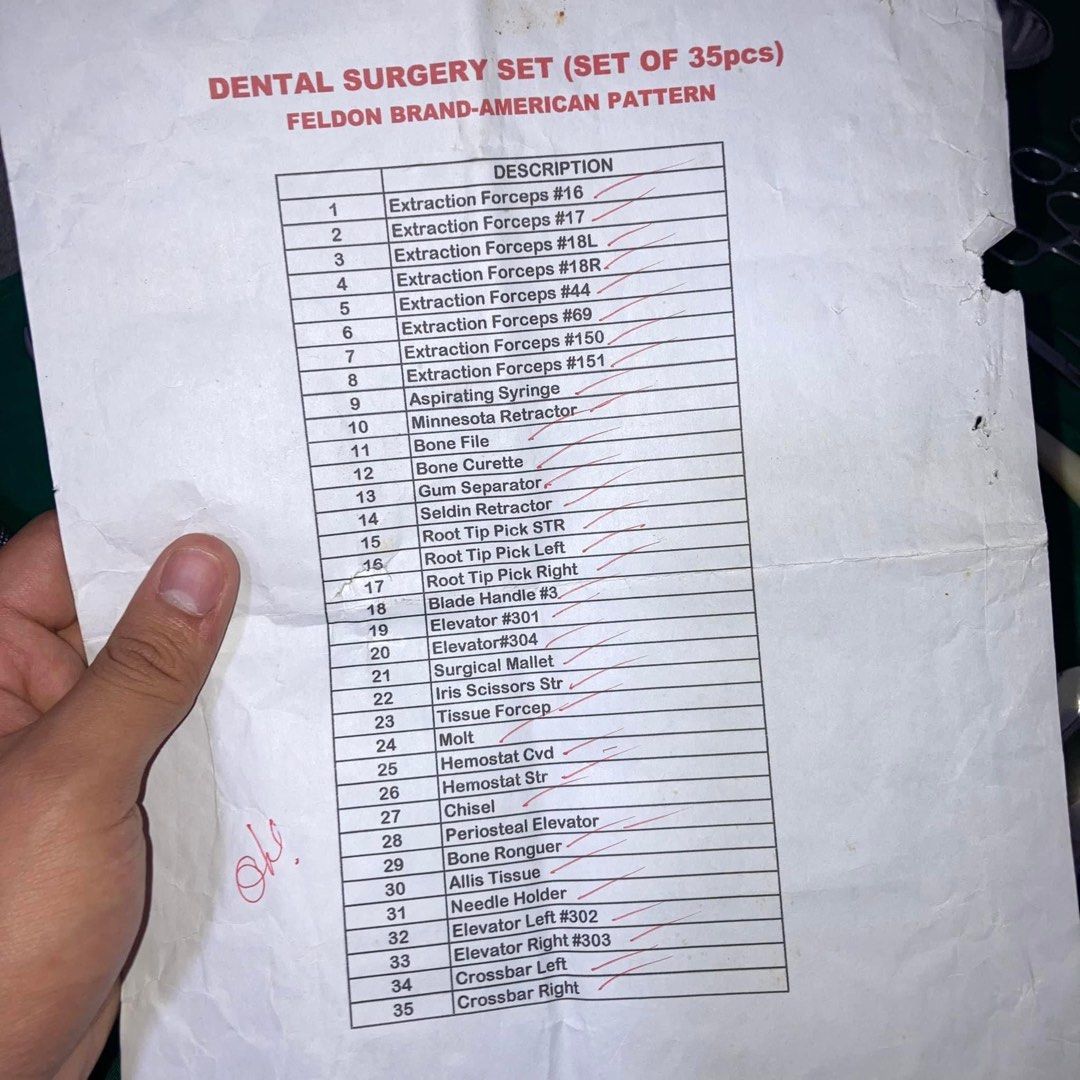 DENTAL SURGERY SET (SET OF 35pcs)
FELDON BRAND-AMERICAN PATTERN
DESCRIPTION
1 Extraction Forceps #16
2 Extraction Forceps #17
3 Extraction Forceps #18L
4 Extraction Forceps #18R
5 Extraction Forceps #44
6 Extraction Forceps #69
7 Extraction Forceps #150
8 Extraction Forceps #151
9 Aspirating Syringe
10 Minnesota Retractor
11 Bone File
12 Bone Curette
13 Gum Separator
14 Seldin Retractor
15 Root Tip Pick STR
16 Root Tip Pick Left
17 Root Tip Pick Right
18 Blade Handle #3
19 Elevator #301
20 Elevator#304
21 Surgical Mallet
22 Iris Scissors Str
23 Tissue Forcep
24 Molt
25 Hemostat Cvd
26 Hemostat Str
27 Chisel
28 Periosteal Elevator
29 Bone Ronguer
30 Allis Tissue
31 Needle Holder
32 Elevator Left #302
33 Elevator Right #303
34 Crossbar Left
35 Crossbar Right